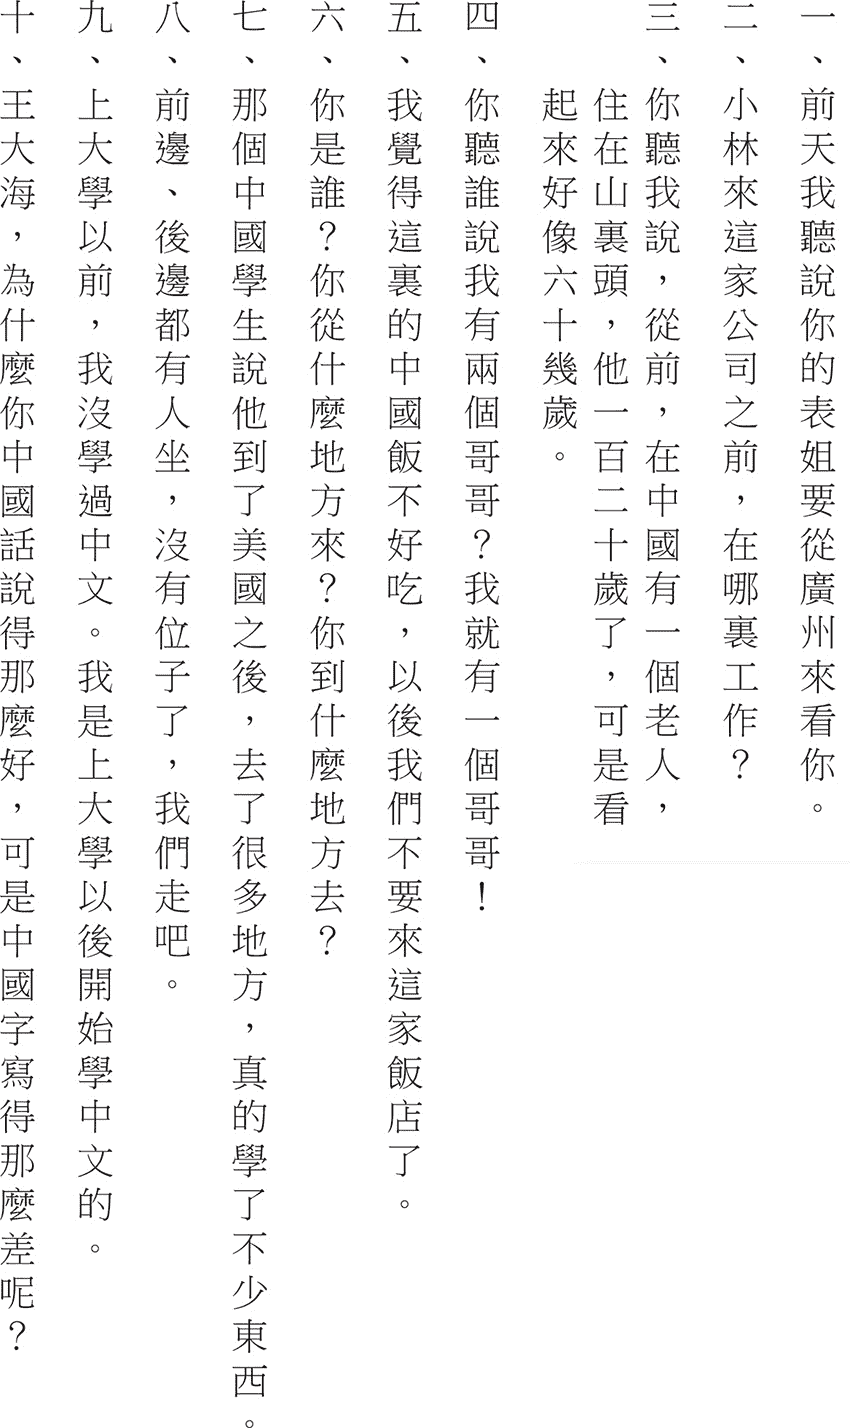 一、前天我聽說你的表姐要從廣州來看你。
二、小林來這家公司之前，在哪裏工作？
三、你聽我說，從前，在中國有一個老人，
住在山裏頭，他一百二十歲了，可是看
起來好像六十幾歲。
四、你聽誰說我有兩個哥哥？我就有一個哥哥！
五、我覺得這裏的中國飯不好吃，以後我們不要來這家飯店了。
六、你是誰？你從什麼地方來？你到什麼地方去？
七、那個中國學生說他到了美國之後，去了很多地方，真的學了不少東西。
八、前邊、後邊都有人坐，沒有位子了，我們走吧。
九、上大學以前，我沒學過中文。我是上大學以後開始學中文的。
十、王大海，為什麼你中國話說得那麼好，可是中國字寫得那麼差呢？